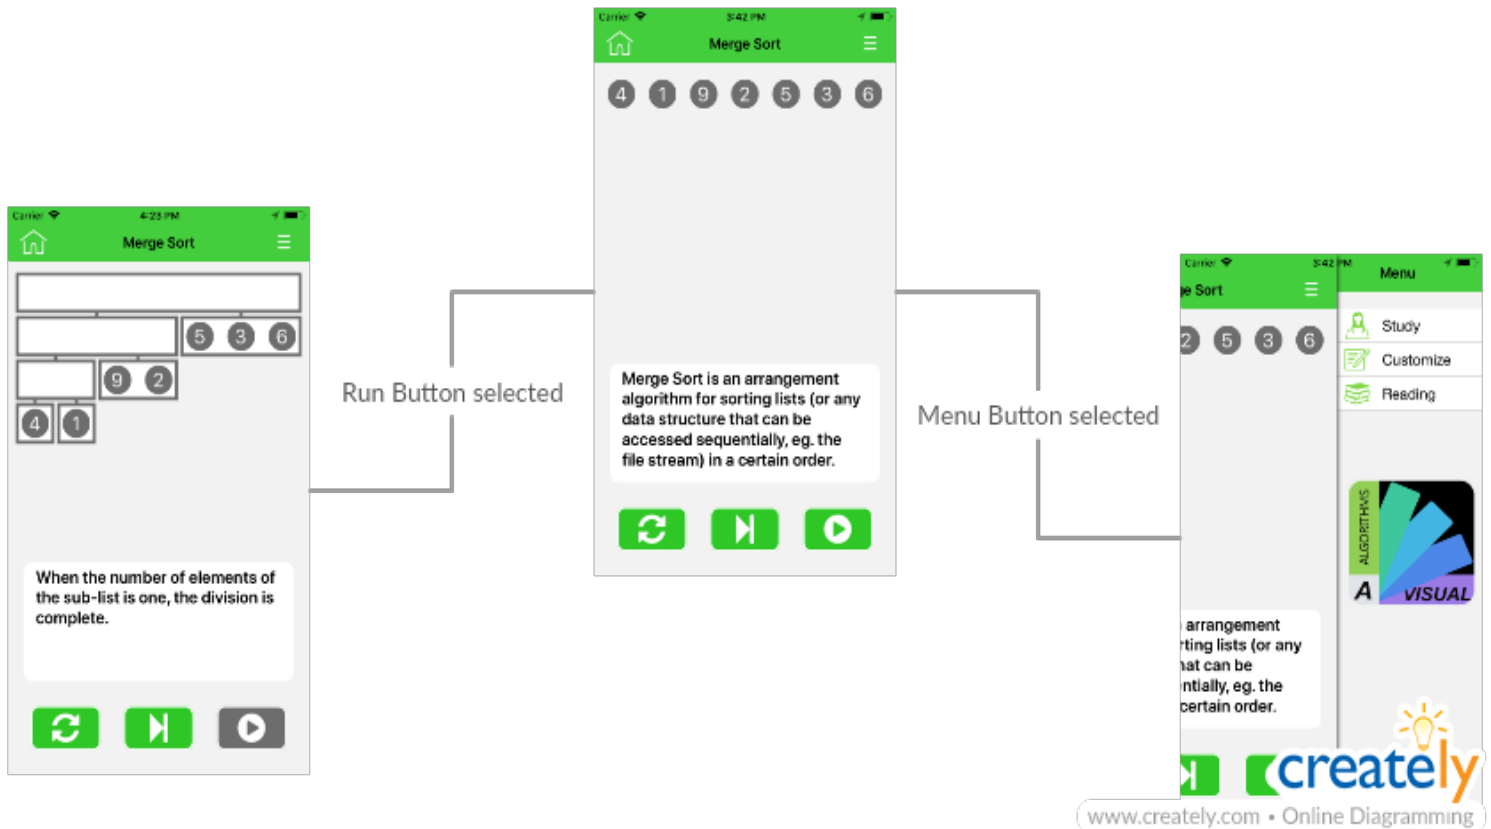 Carrier 3:42 PM
Merge Sort
4 1 9 2 5 3 6
Merge Sort is an arrangement
algorithm for sorting lists (or any
data structure that can be
accessed sequentially, eg. the
file stream) in a certain order.
Run Button selected
Menu Button selected
Carrier 4:23 PM
Merge Sort
5 3 6
9 2
4 1
When the number of elements of
the sub-list is one, the division is
complete.
Carrier 3:42 PM
ge Sort
Menu
2 5 3 6
Study
Customize
Reading
ALGORITHMS
A VISUAL
arrangement
rting lists (or any
hat can be
ntially, eg. the
certain order.
creately
www.creately.com • Online Diagramming